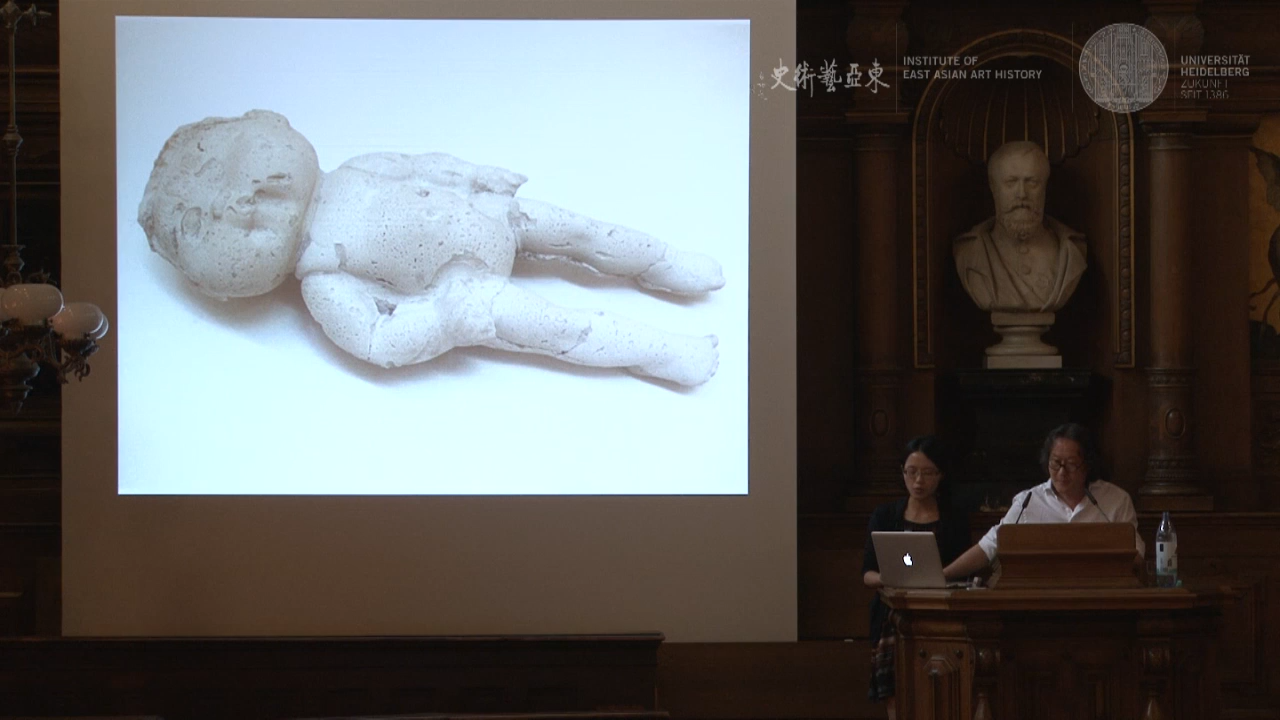 史術藝亞東
INSTITUTE OF
EAST ASIAN ART HISTORY
UNIVERSITÄT
HEIDELBERG
ZUKUNFT
SEIT 1386